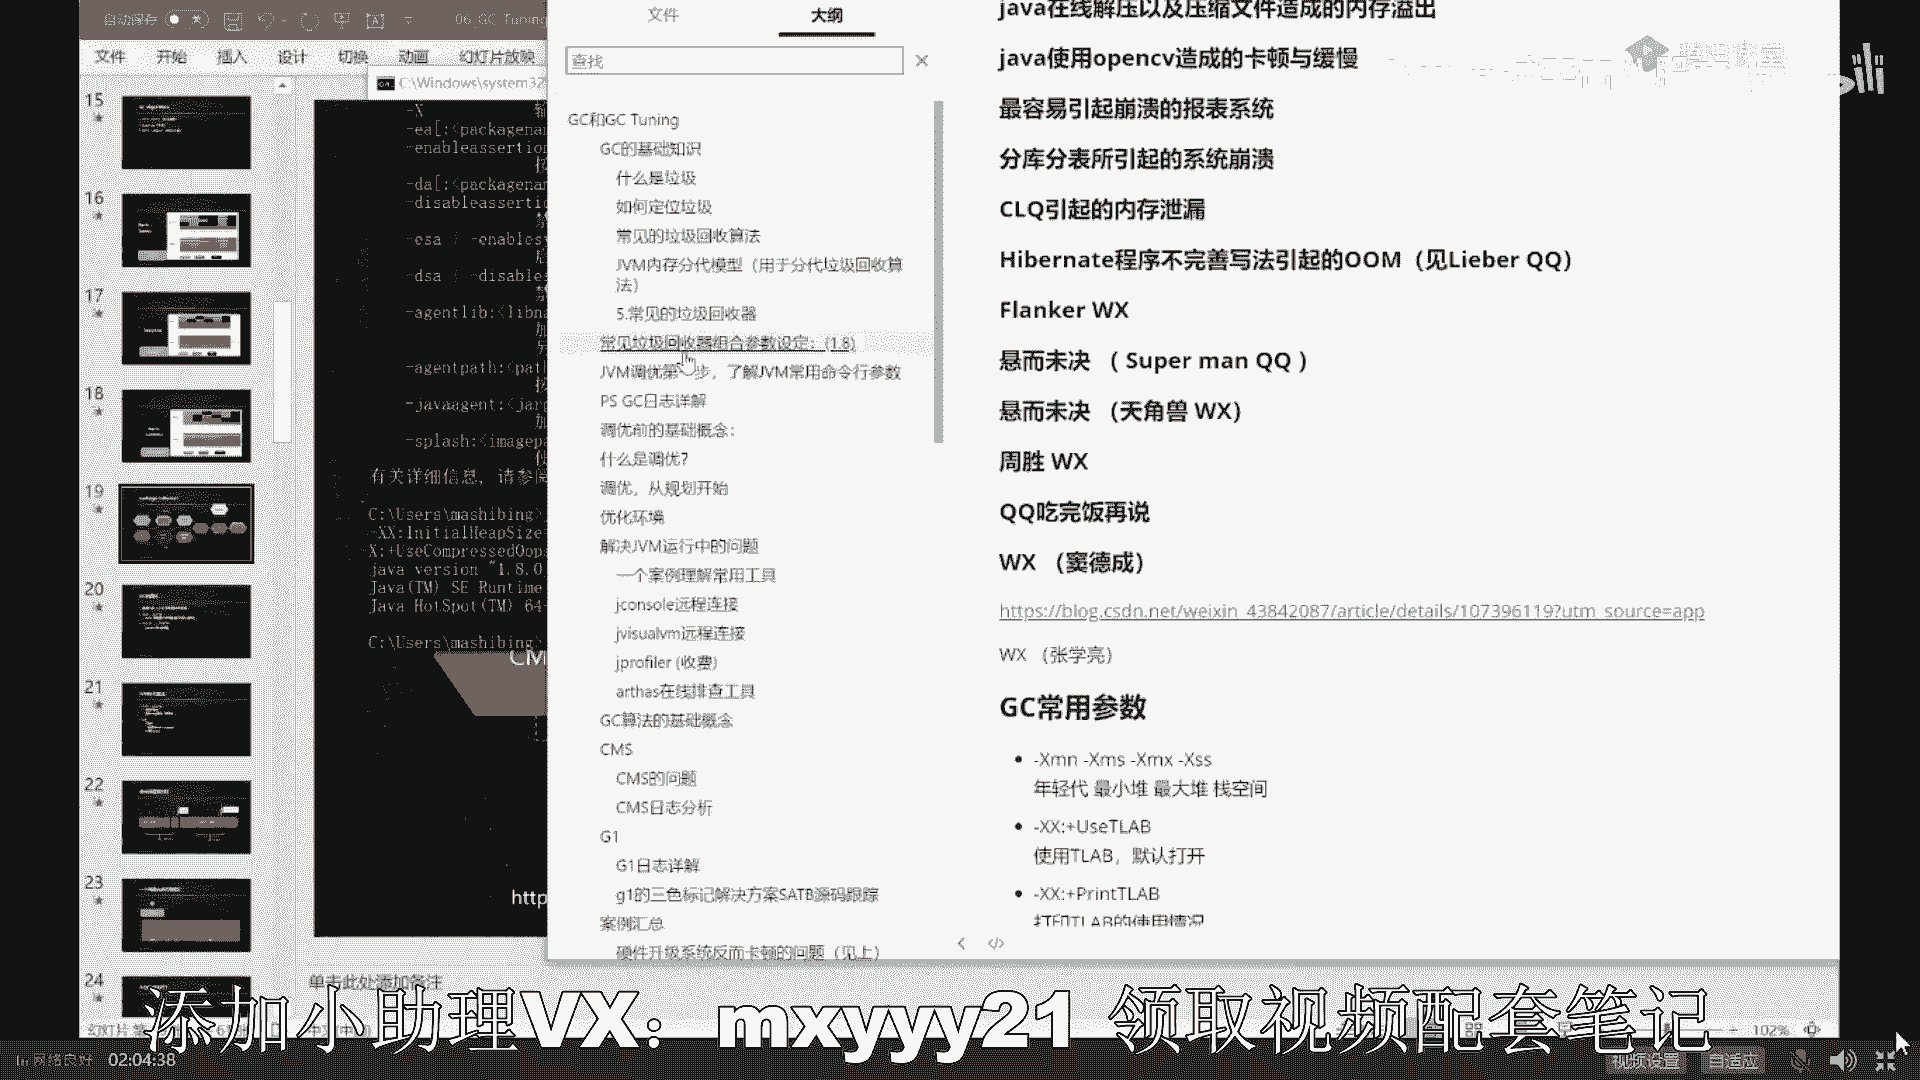 自动保存
06 GC Tuning
文件 开始 插入 设计 切换 动画 幻灯片放映
C:\Windows\system32
15
16
17
18
19
20
21
22
23
24
-X
-ea[:<packagenam
-enableassertion
-da[:<packagenam
-disableassertio
-esa | -enablesy
-dsa | -disables
-agentlib:<libna
-agentpath:<path
-javaagent:<jarp
-splash:<imagepa
有关详细信息, 请参阅
C:\Users\mashibing>
-XX:InitialHeapSize
X:+UseCompressedOops
java version "1.8.0
Java(TM) SE Runtime
Java HotSpot(TM) 64-
C:\Users\mashibing>
CM
http
单击此处添加备注
文件 大纲
查找
GC和GC Tuning
GC的基础知识
什么是垃圾
如何定位垃圾
常见的垃圾回收算法
JVM内存分代模型（用于分代垃圾回收算
法）
5.常见的垃圾回收器
常见垃圾回收器组合参数设定：(1.8)
JVM调优第一步，了解JVM常用命令行参数
PS GC日志详解
调优前的基础概念：
什么是调优？
调优，从规划开始
优化环境
解决JVM运行中的问题
一个案例理解常用工具
jconsole远程连接
jvisualvm远程连接
jprofiler (收费)
arthas在线排查工具
GC算法的基础概念
CMS
CMS的问题
CMS日志分析
G1
G1日志详解
g1的三色标记解决方案SATB源码跟踪
案例汇总
硬件升级系统反而卡顿的问题（见上）
java在线解压以及压缩文件造成的内存溢出
java使用opencv造成的卡顿与缓慢
最容易引起崩溃的报表系统
分库分表所引起的系统崩溃
CLQ引起的内存泄漏
Hibernate程序不完善写法引起的OOM（见Lieber QQ）
Flanker WX
悬而未决 （ Super man QQ ）
悬而未决 （天角兽 WX）
周胜 WX
QQ吃完饭再说
WX （窦德成）
https://blog.csdn.net/weixin_43842087/article/details/107396119?utm_source=app
WX （张学亮）
GC常用参数
-Xmn -Xms -Xmx -Xss
年轻代 最小堆 最大堆 栈空间
-XX:+UseTLAB
使用TLAB，默认打开
-XX:+PrintTLAB
打印TLAB的使用情况
102%
添加小助理VX：mxyyy21 领取视频配套笔记
网络良好 02:04:38
视频设置 自适应